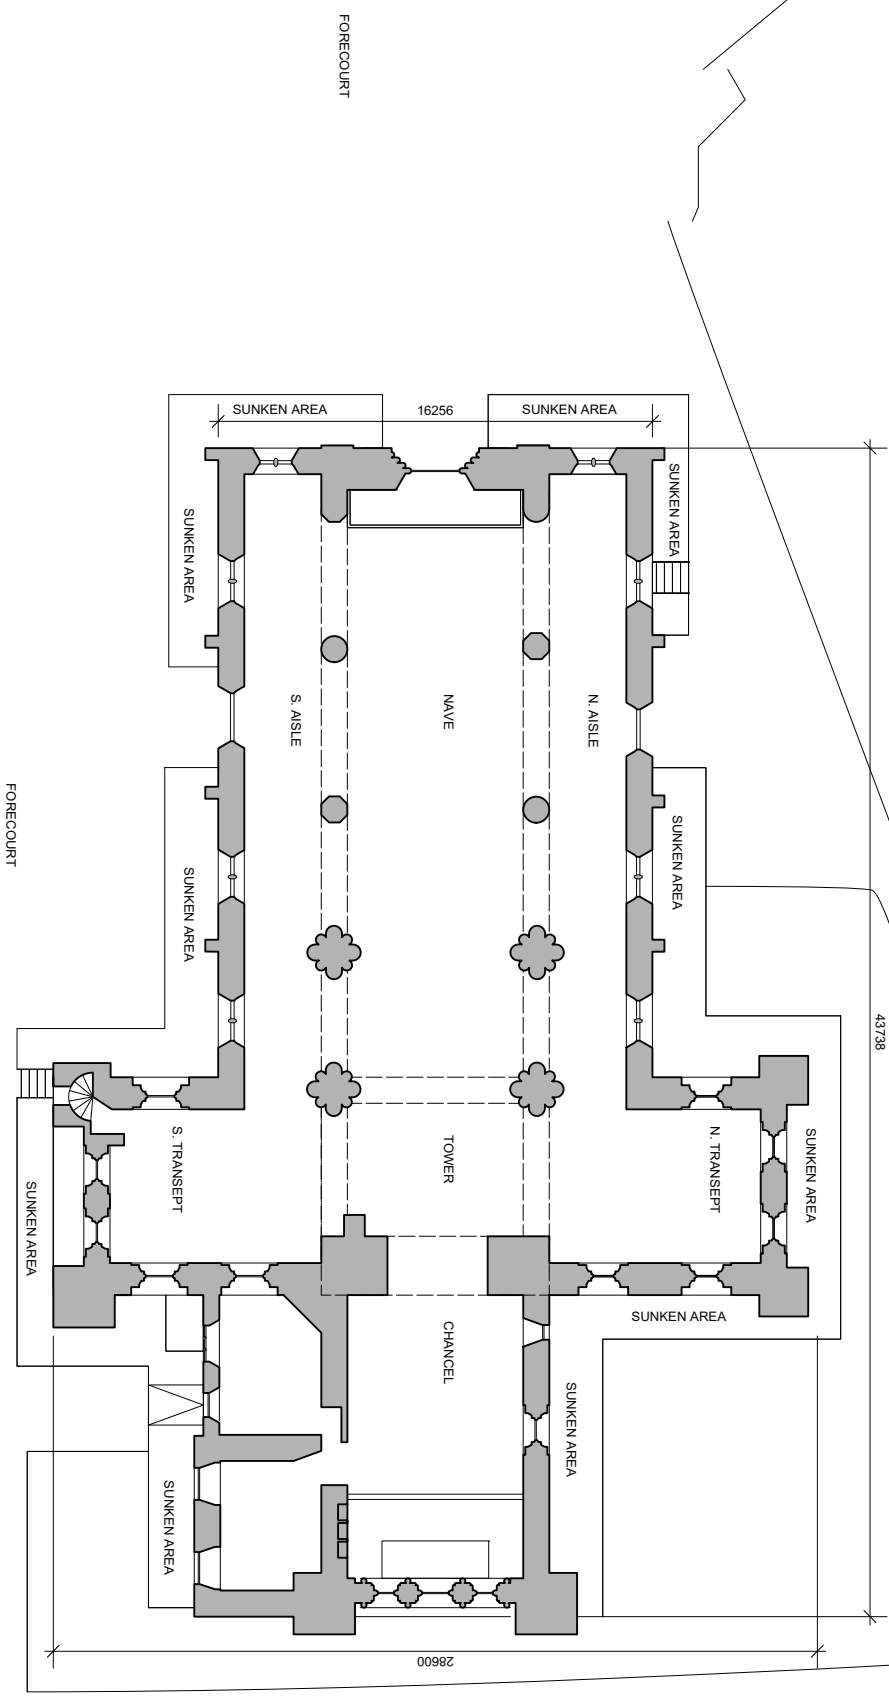 FORECOURT
SUNKEN AREA
16256
SUNKEN AREA
SUNKEN AREA
SUNKEN AREA
S. AISLE
NAVE
N. AISLE
FORECOURT
SUNKEN AREA
SUNKEN AREA
43738
S. TRANSEPT
TOWER
N. TRANSEPT
SUNKEN AREA
SUNKEN AREA
SUNKEN AREA
CHANCEL
SUNKEN AREA
SUNKEN AREA
28600